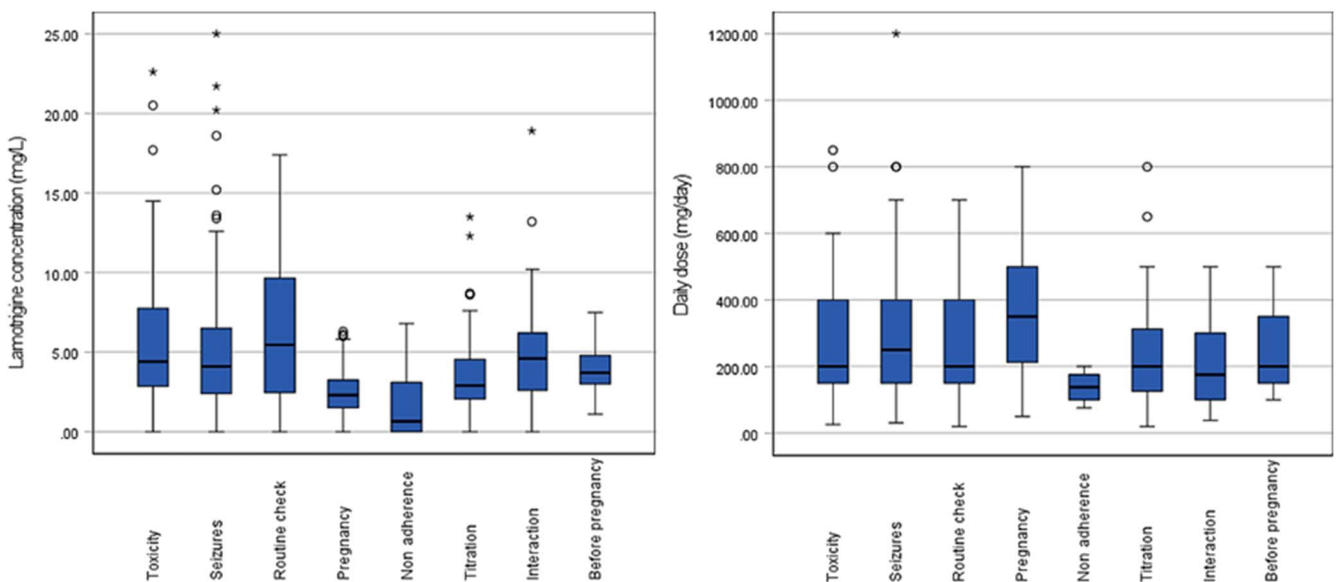 Lamotrigine concentration (mg/L)
25.00
20.00
15.00
10.00
5.00
.00
Toxicity
Seizures
Routine check
Pregnancy
Non adherence
Titration
Interaction
Before pregnancy
Daily dose (mg/day)
1200.00
1000.00
800.00
600.00
400.00
200.00
.00
Toxicity
Seizures
Routine check
Pregnancy
Non adherence
Titration
Interaction
Before pregnancy